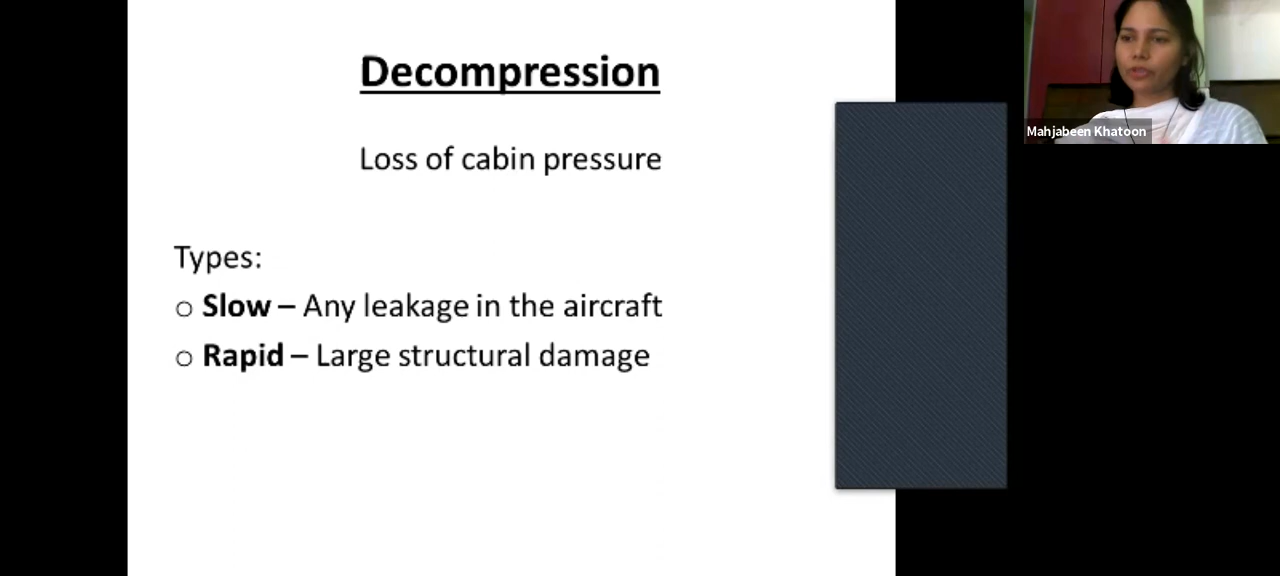 Decompression
Loss of cabin pressure
Types:
○ Slow – Any leakage in the aircraft
○ Rapid – Large structural damage
Mahjabeen Khatoon